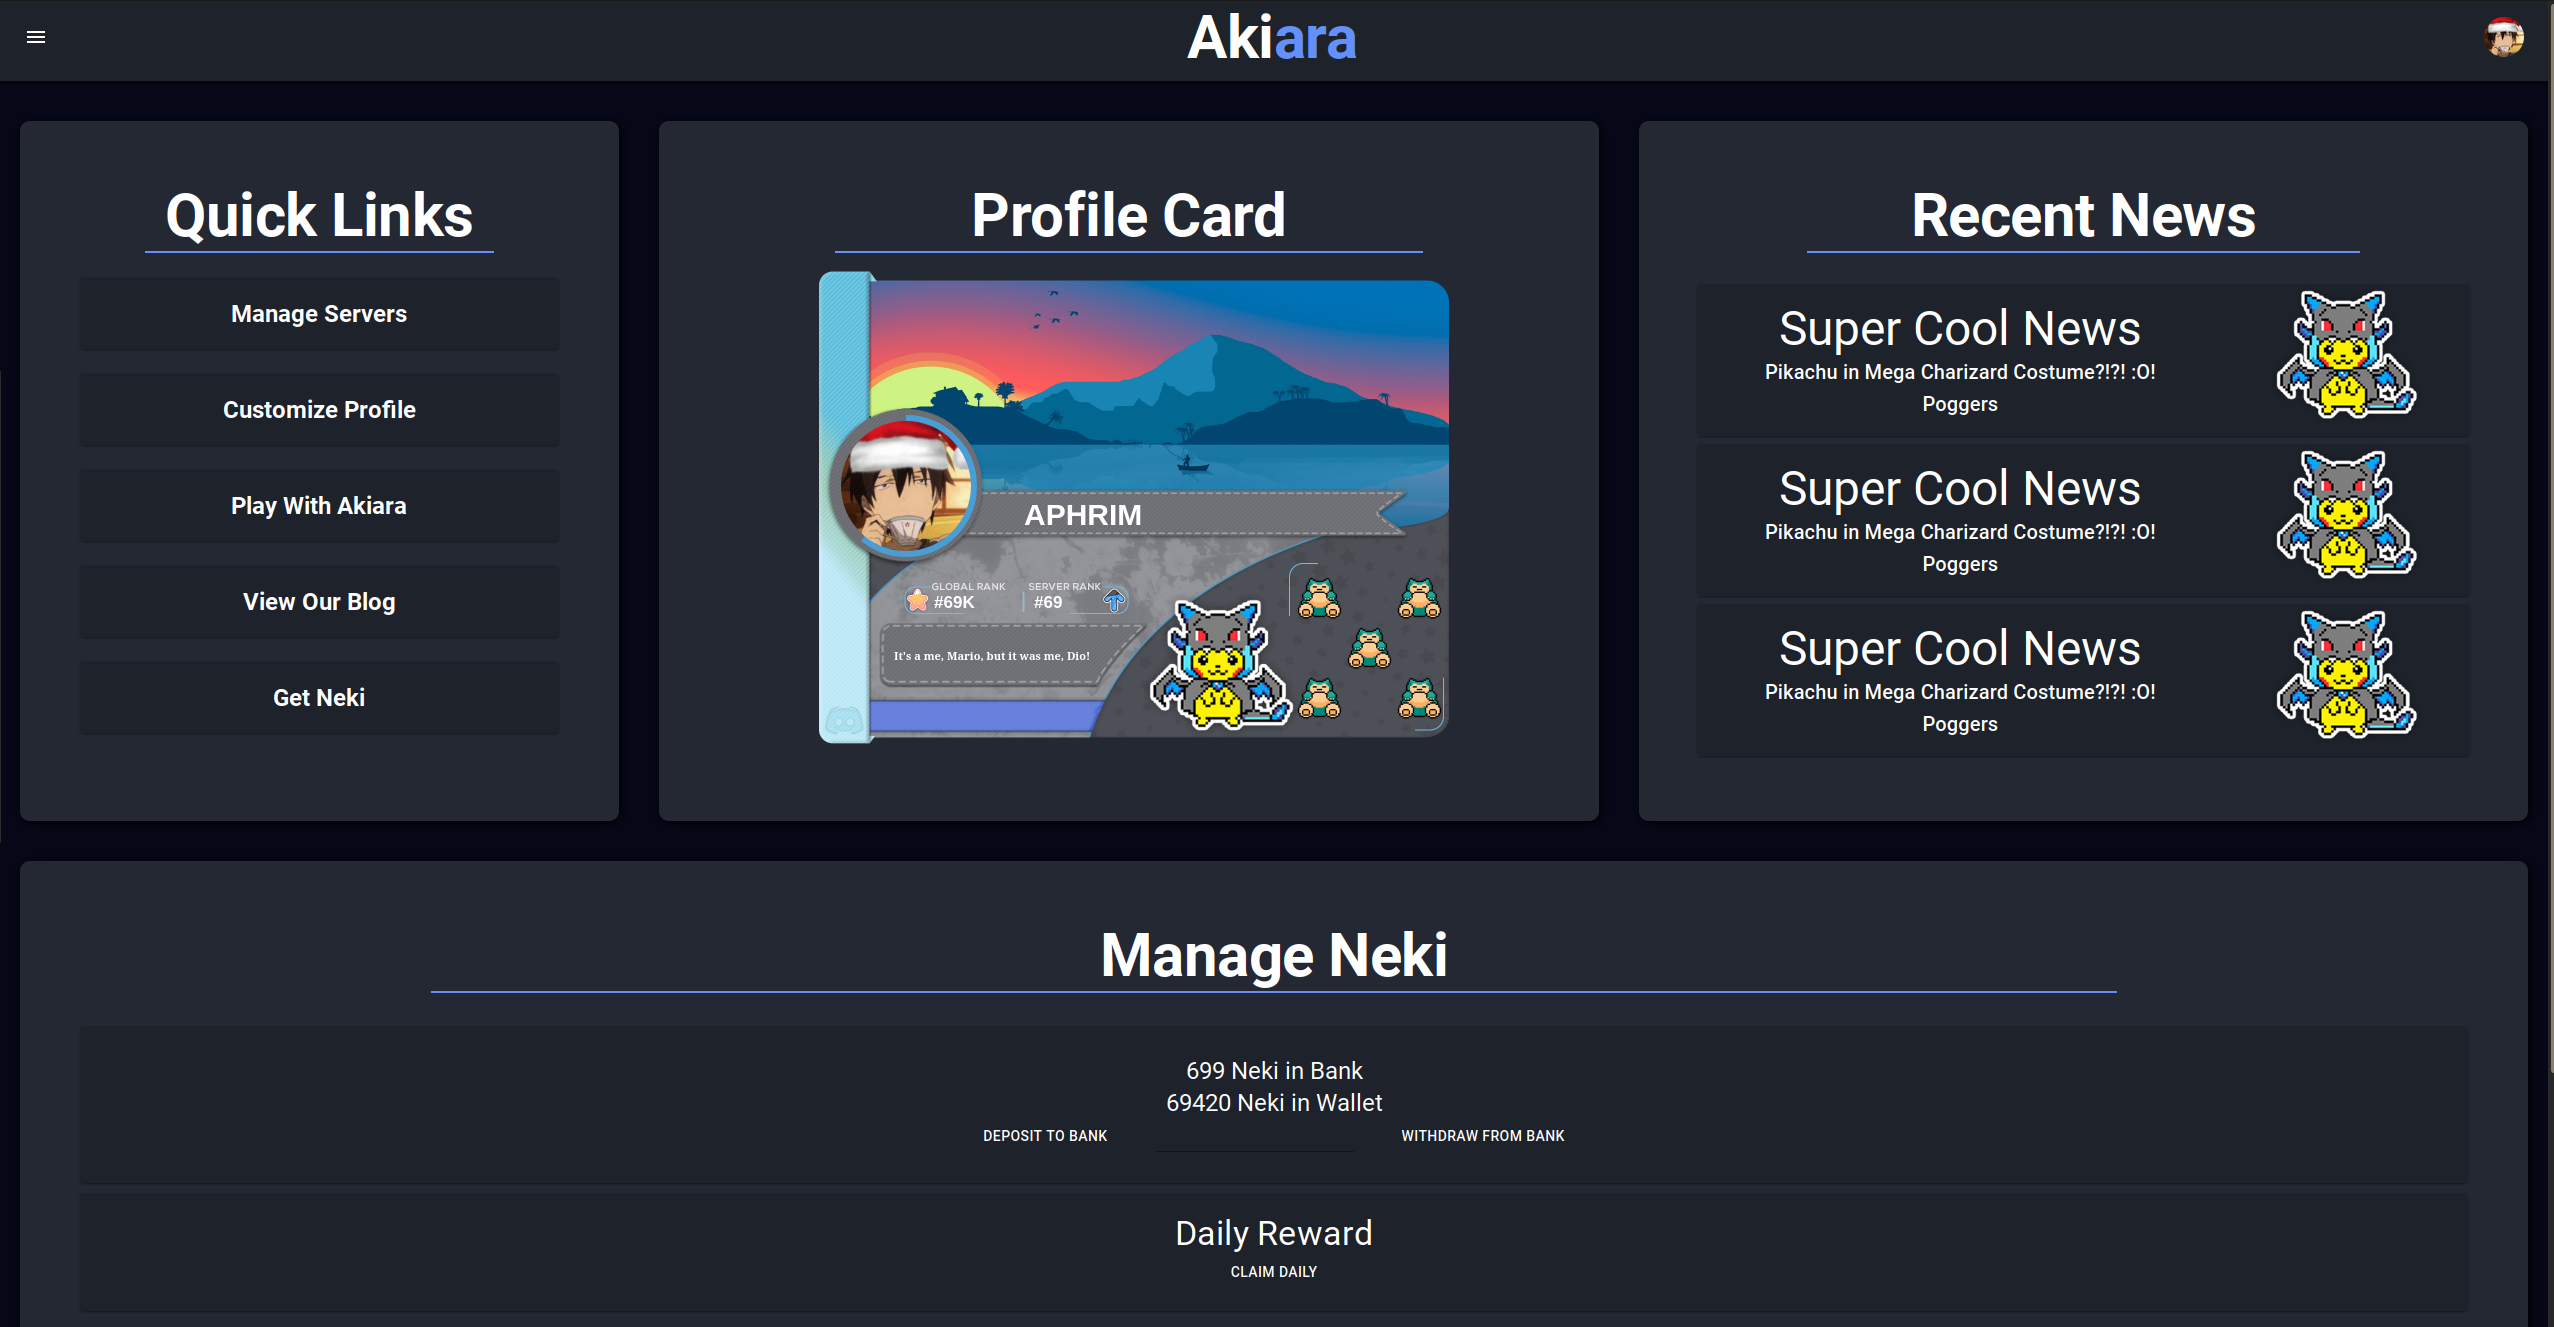 Akiara
Quick Links
Manage Servers
Customize Profile
Play With Akiara
View Our Blog
Get Neki
Profile Card
APHRIM
GLOBAL RANK
#69K
SERVER RANK
#69
It's a me, Mario, but it was me, Dio!
Recent News
Super Cool News
Pikachu in Mega Charizard Costume?!?! :O!
Poggers
Super Cool News
Pikachu in Mega Charizard Costume?!?! :O!
Poggers
Super Cool News
Pikachu in Mega Charizard Costume?!?! :O!
Poggers
Manage Neki
699 Neki in Bank
69420 Neki in Wallet
DEPOSIT TO BANK
WITHDRAW FROM BANK
Daily Reward
CLAIM DAILY